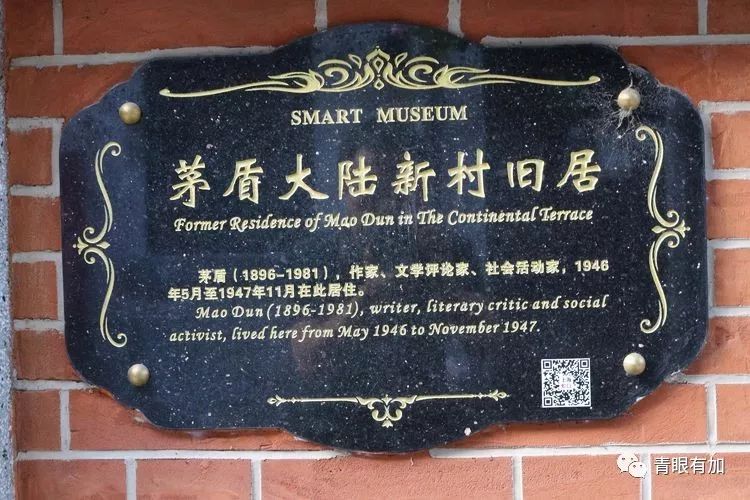 SMART MUSEUM
茅盾大陆新村旧居
Former Residence of Mao Dun in The Continental Terrace
茅盾（1896-1981），作家、文学评论家、社会活动家，1946
年5月至1947年11月在此居住。
Mao Dun (1896-1981), writer, literary critic and social
activist, lived here from May 1946 to November 1947.
青眼有加